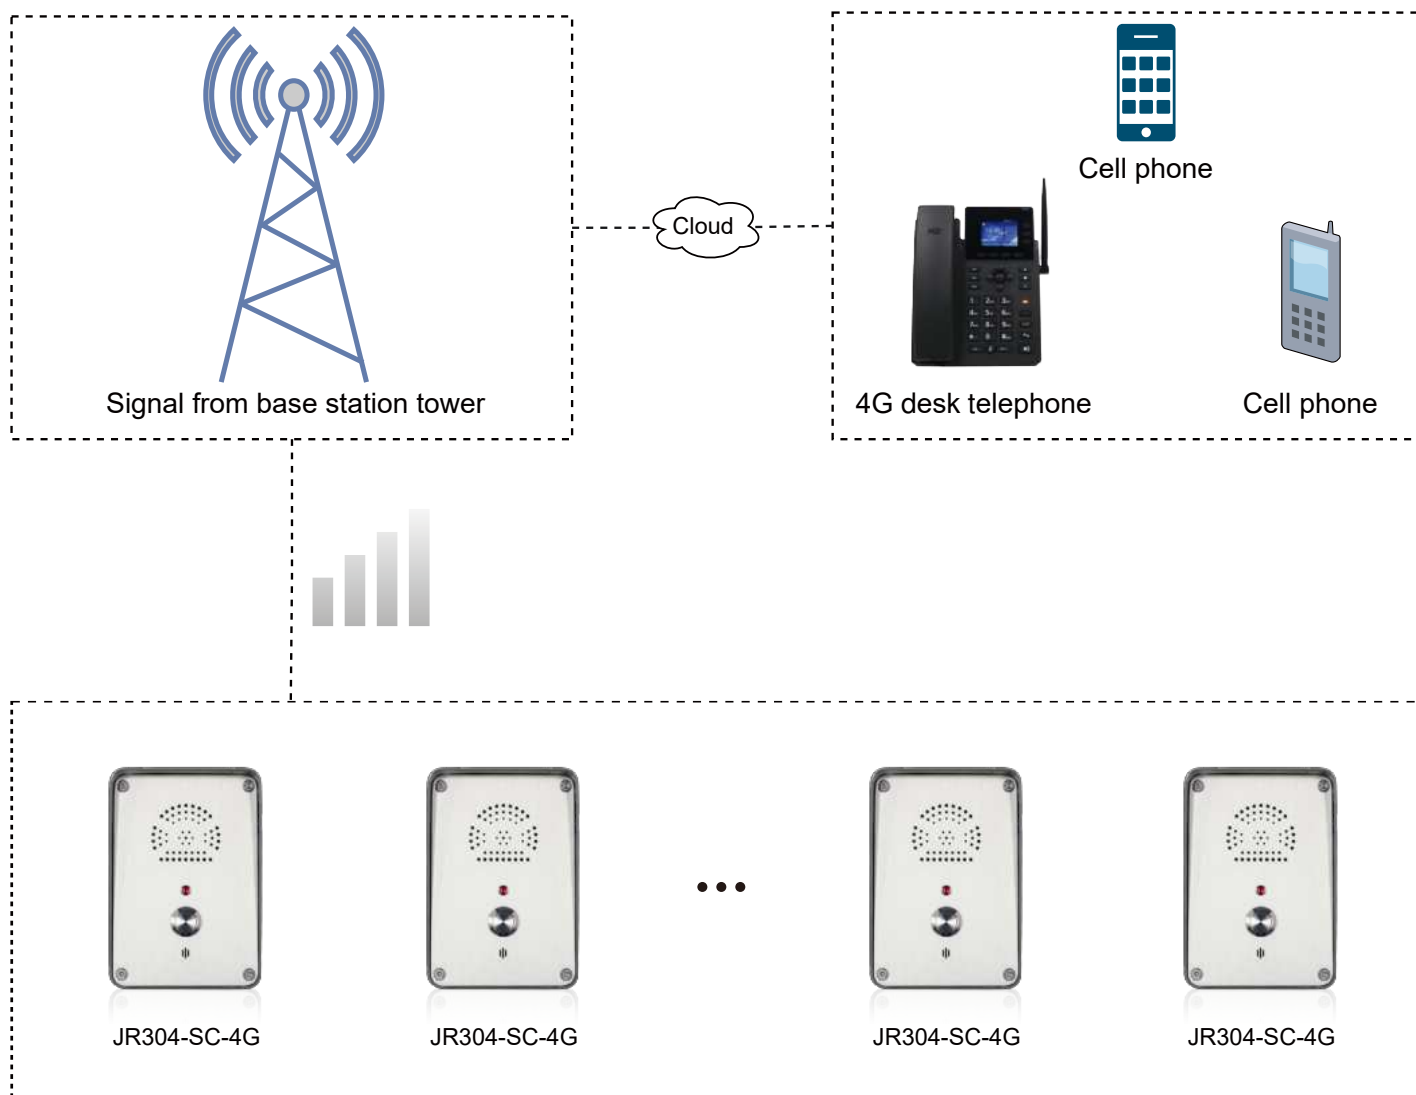 Cell phone
Cloud
Signal from base station tower
4G desk telephone
Cell phone
JR304-SC-4G
JR304-SC-4G
JR304-SC-4G
JR304-SC-4G